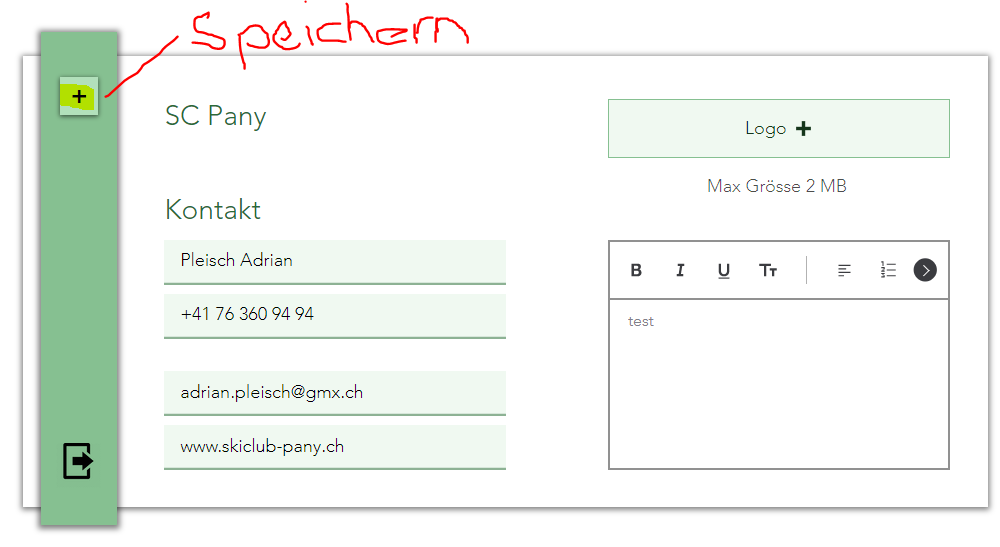 Speichern
+
SC Pany
Logo +
Max Grösse 2 MB
Kontakt
Pleisch Adrian
+41 76 360 94 94
adrian.pleisch@gmx.ch
www.skiclub-pany.ch
B I U TT
test